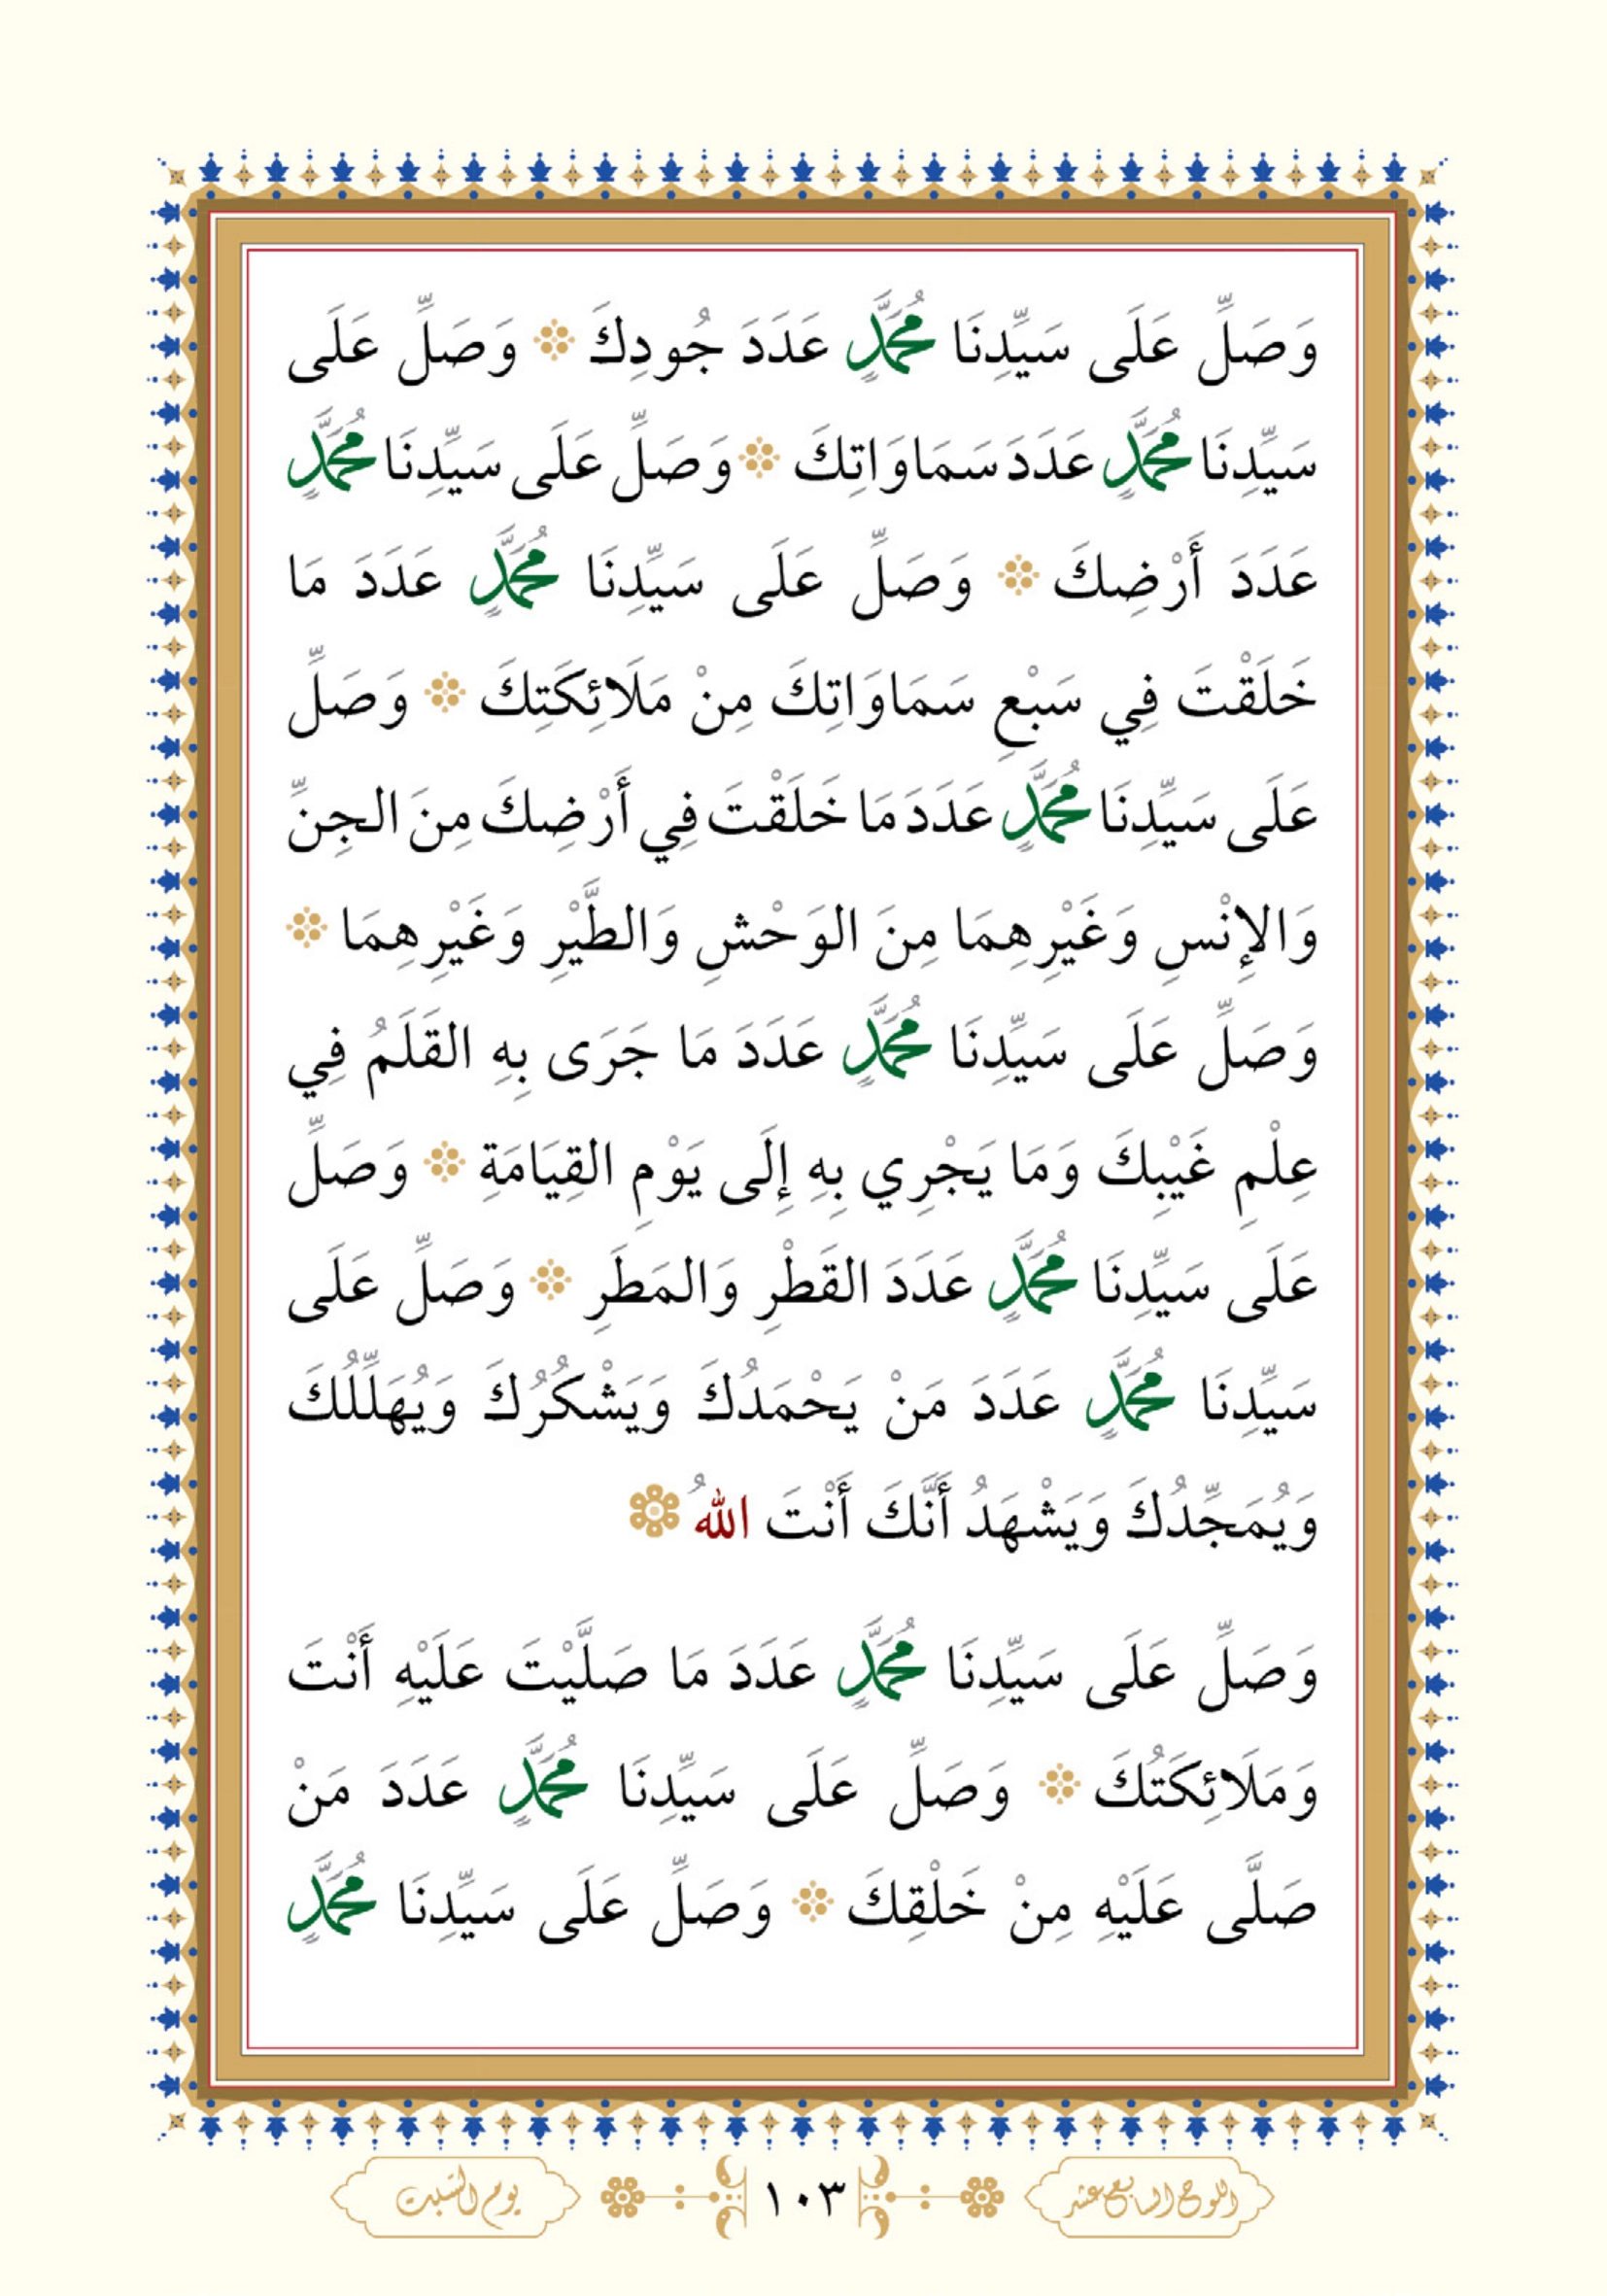 وَصَلِّ عَلَى سَيِّدِنَا مُحَمَّدٍ عَدَدَ جُودِكَ وَصَلِّ عَلَى
سَيِّدِنَا مُحَمَّدٍ عَدَدَ سَمَاوَاتِكَ وَصَلِّ عَلَى سَيِّدِنَا مُحَمَّدٍ
عَدَدَ أَرْضِكَ وَصَلِّ عَلَى سَيِّدِنَا مُحَمَّدٍ عَدَدَ مَا
خَلَقْتَ فِي سَبْعِ سَمَاوَاتِكَ مِنْ مَلَائِكَتِكَ وَصَلِّ
عَلَى سَيِّدِنَا مُحَمَّدٍ عَدَدَ مَا خَلَقْتَ فِي أَرْضِكَ مِنَ الجِنِّ
وَالإِنْسِ وَغَيْرِهِمَا مِنَ الوَحْشِ وَالطَّيْرِ وَغَيْرِهِمَا
وَصَلِّ عَلَى سَيِّدِنَا مُحَمَّدٍ عَدَدَ مَا جَرَى بِهِ القَلَمُ فِي
عِلْمِ غَيْبِكَ وَمَا يَجْرِي بِهِ إِلَى يَوْمِ القِيَامَةِ وَصَلِّ
عَلَى سَيِّدِنَا مُحَمَّدٍ عَدَدَ القَطْرِ وَالمَطَرِ وَصَلِّ عَلَى
سَيِّدِنَا مُحَمَّدٍ عَدَدَ مَنْ يَحْمَدُكَ وَيَشْكُرُكَ وَيُهَلِّلُكَ
وَيُمَجِّدُكَ وَيَشْهَدُ أَنَّكَ أَنْتَ اللهُ
وَصَلِّ عَلَى سَيِّدِنَا مُحَمَّدٍ عَدَدَ مَا صَلَّيْتَ عَلَيْهِ أَنْتَ
وَمَلَائِكَتُكَ وَصَلِّ عَلَى سَيِّدِنَا مُحَمَّدٍ عَدَدَ مَنْ
صَلَّى عَلَيْهِ مِنْ خَلْقِكَ وَصَلِّ عَلَى سَيِّدِنَا مُحَمَّدٍ
اللوح السابع عشر ١٠٣ يوم السبت